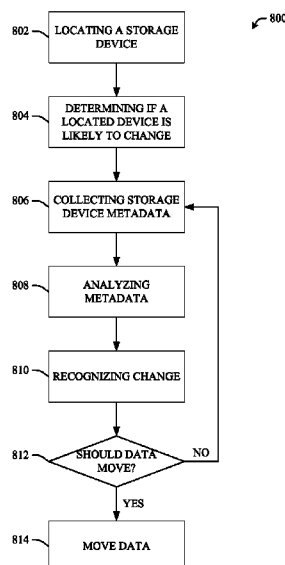 800
802
LOCATING A STORAGE
DEVICE
804
DETERMINING IF A
LOCATED DEVICE IS
LIKELY TO CHANGE
806
COLLECTING STORAGE
DEVICE METADATA
808
ANALYZING
METADATA
810
RECOGNIZING CHANGE
812
SHOULD DATA
MOVE?
NO
YES
814
MOVE DATA